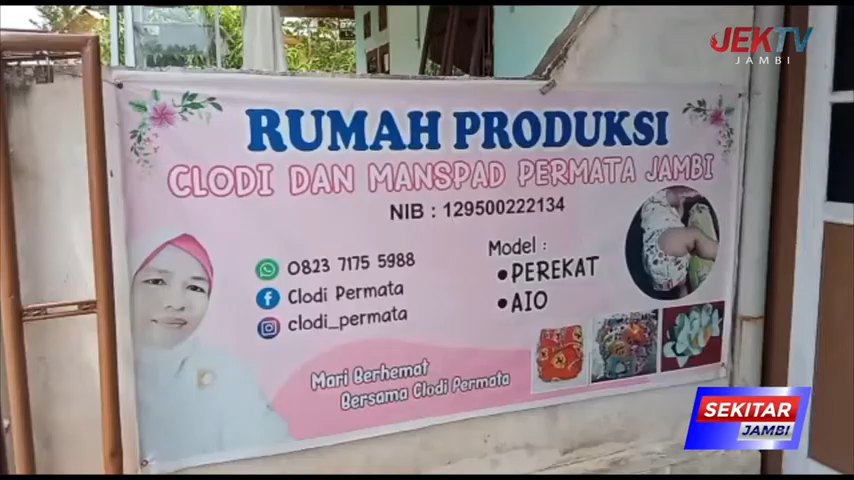 JEKTV
JAMBI
RUMAH PRODUKSI
CLODI DAN MANSPAD PERMATA JAMBI
NIB : 129500222134
0823 7175 5988
Clodi Permata
clodi_permata
Model :
•PEREKAT
•AIO
Mari Berhemat
Bersama Clodi Permata
SEKITAR
JAMBI